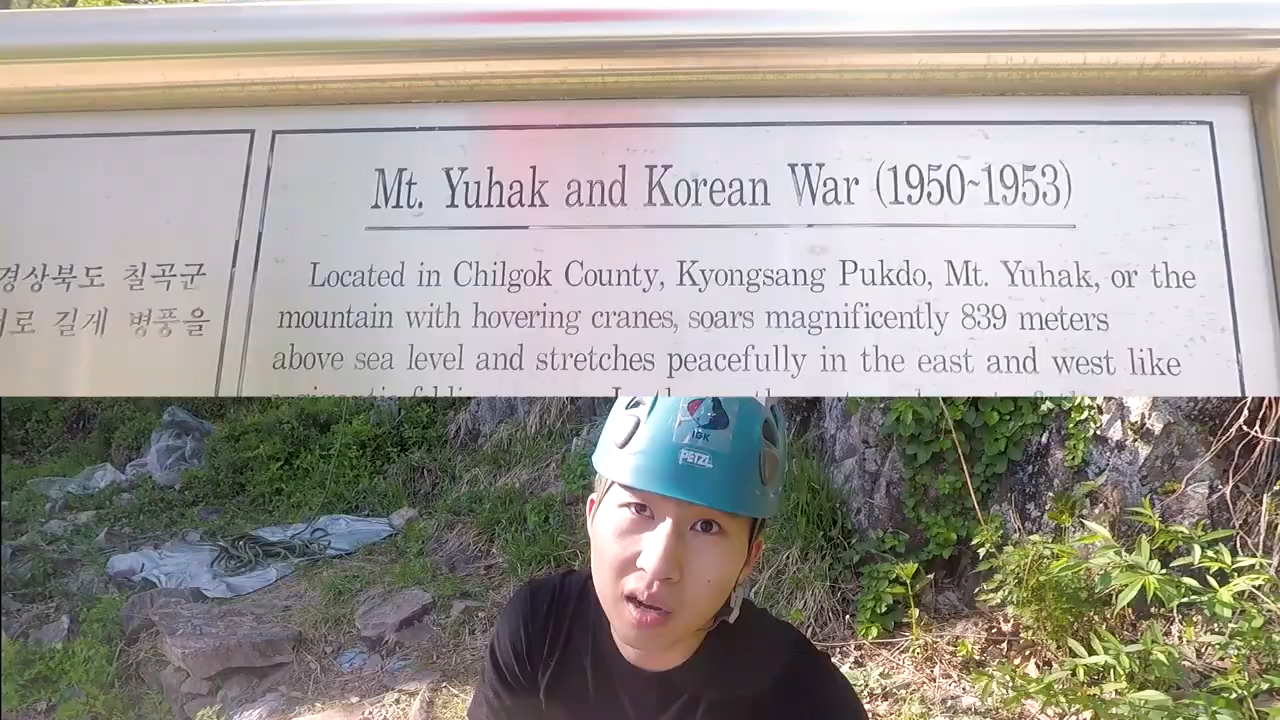 경상북도 칠곡군
로 길게 병풍을
Mt. Yuhak and Korean War (1950~1953)
Located in Chilgok County, Kyongsang Pukdo, Mt. Yuhak, or the
mountain with hovering cranes, soars magnificently 839 meters
above sea level and stretches peacefully in the east and west like
IGK
PETZL